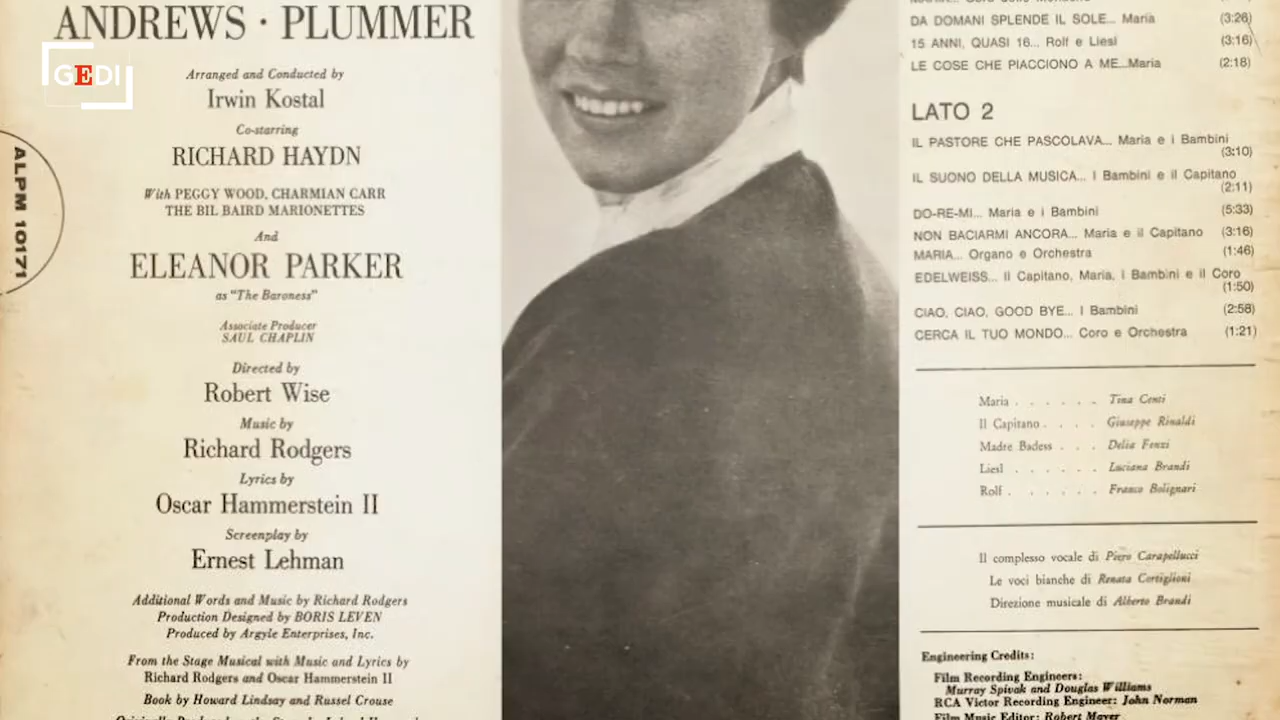 ANDREWS · PLUMMER
GEDI
Arranged and Conducted by
Irwin Kostal
Co-starring
RICHARD HAYDN
With PEGGY WOOD, CHARMIAN CARR
THE BIL BAIRD MARIONETTES
And
ELEANOR PARKER
as "The Baroness"
Associate Producer
SAUL CHAPLIN
Directed by
Robert Wise
Music by
Richard Rodgers
Lyrics by
Oscar Hammerstein II
Screenplay by
Ernest Lehman
Additional Words and Music by Richard Rodgers
Production Designed by BORIS LEVEN
Produced by Argyle Enterprises, Inc.
From the Stage Musical with Music and Lyrics by
Richard Rodgers and Oscar Hammerstein II
Book by Howard Lindsay and Russel Crouse
ALPM 10171
DA DOMANI SPLENDE IL SOLE... Maria (3:26)
15 ANNI, QUASI 16... Rolf e Liesl (3:16)
LE COSE CHE PIACCIONO A ME...Maria (2:18)
LATO 2
IL PASTORE CHE PASCOLAVA... Maria e i Bambini
(3:10)
IL SUONO DELLA MUSICA... I Bambini e il Capitano
(2:11)
DO-RE-MI... Maria e i Bambini (5:33)
NON BACIARMI ANCORA... Maria e il Capitano (3:16)
MARIA... Organo e Orchestra (1:46)
EDELWEISS... Il Capitano, Maria, i Bambini e il Coro
(1:50)
CIAO, CIAO, GOOD BYE... I Bambini (2:58)
CERCA IL TUO MONDO... Coro e Orchestra (1:21)
Maria . . . . . . Tina Centi
Il Capitano . . . . Giuseppe Rinaldi
Madre Badess . . . Delia Fenzi
Liesl . . . . . . Luciana Brandi
Rolf . . . . . . Franco Bolignari
Il complesso vocale di Piero Carapellucci
Le voci bianche di Renata Cortiglioni
Direzione musicale di Alberto Brandi
Engineering Credits:
Film Recording Engineers:
Murray Spivak and Douglas Williams
RCA Victor Recording Engineer: John Norman
Film Music Editor: Robert Mayer